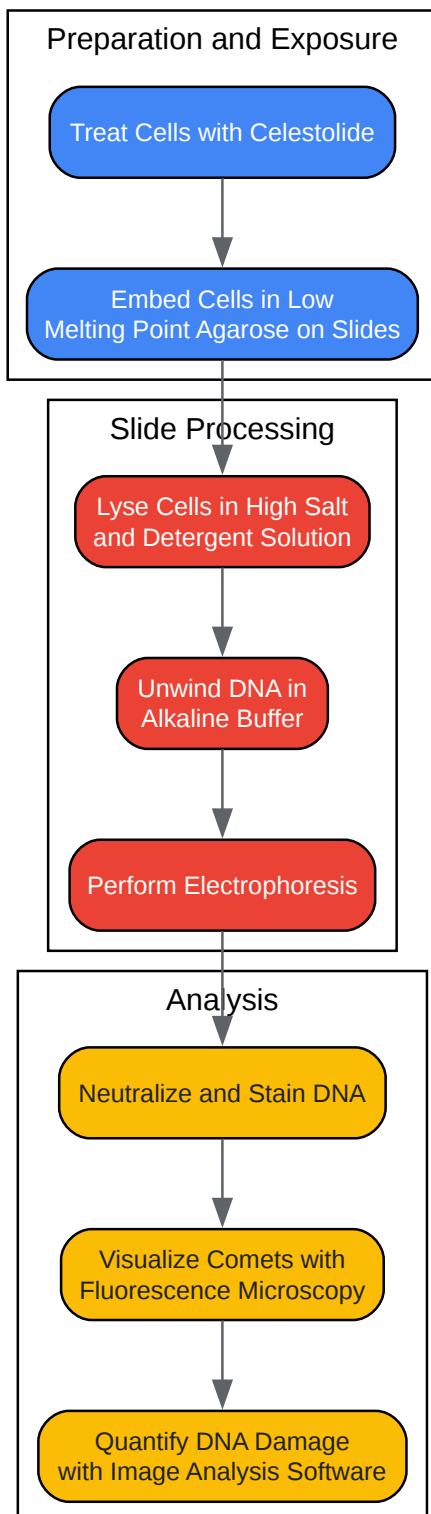 Preparation and Exposure
Treat Cells with Celestolide
Embed Cells in Low
Melting Point Agarose on Slides
Slide Processing
Lyse Cells in High Salt
and Detergent Solution
Unwind DNA in
Alkaline Buffer
Perform Electrophoresis
Analysis
Neutralize and Stain DNA
Visualize Comets with
Fluorescence Microscopy
Quantify DNA Damage
with Image Analysis Software